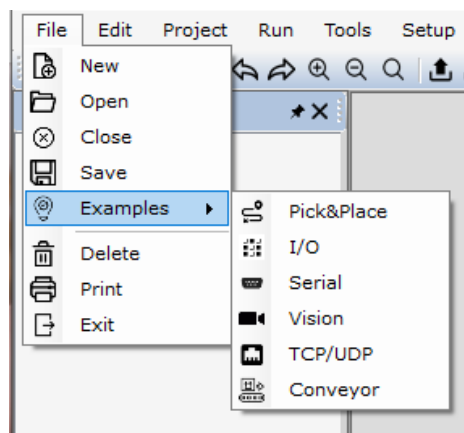 File Edit Project Run Tools Setup
New
Open
Close
Save
Examples
Pick&Place
I/O
Serial
Vision
TCP/UDP
Conveyor
Delete
Print
Exit